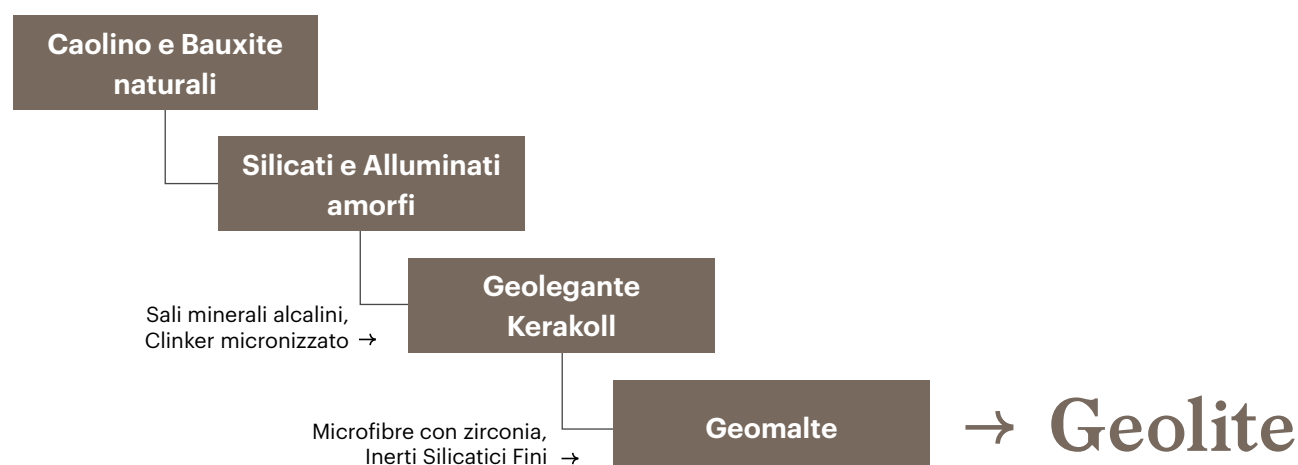 Caolino e Bauxite
naturali
Silicati e Alluminati
amorfi
Geolegante
Kerakoll
Sali minerali alcalini,
Clinker micronizzato →
Geomalte
→ Geolite
Microfibre con zirconia,
Inerti Silicatici Fini →